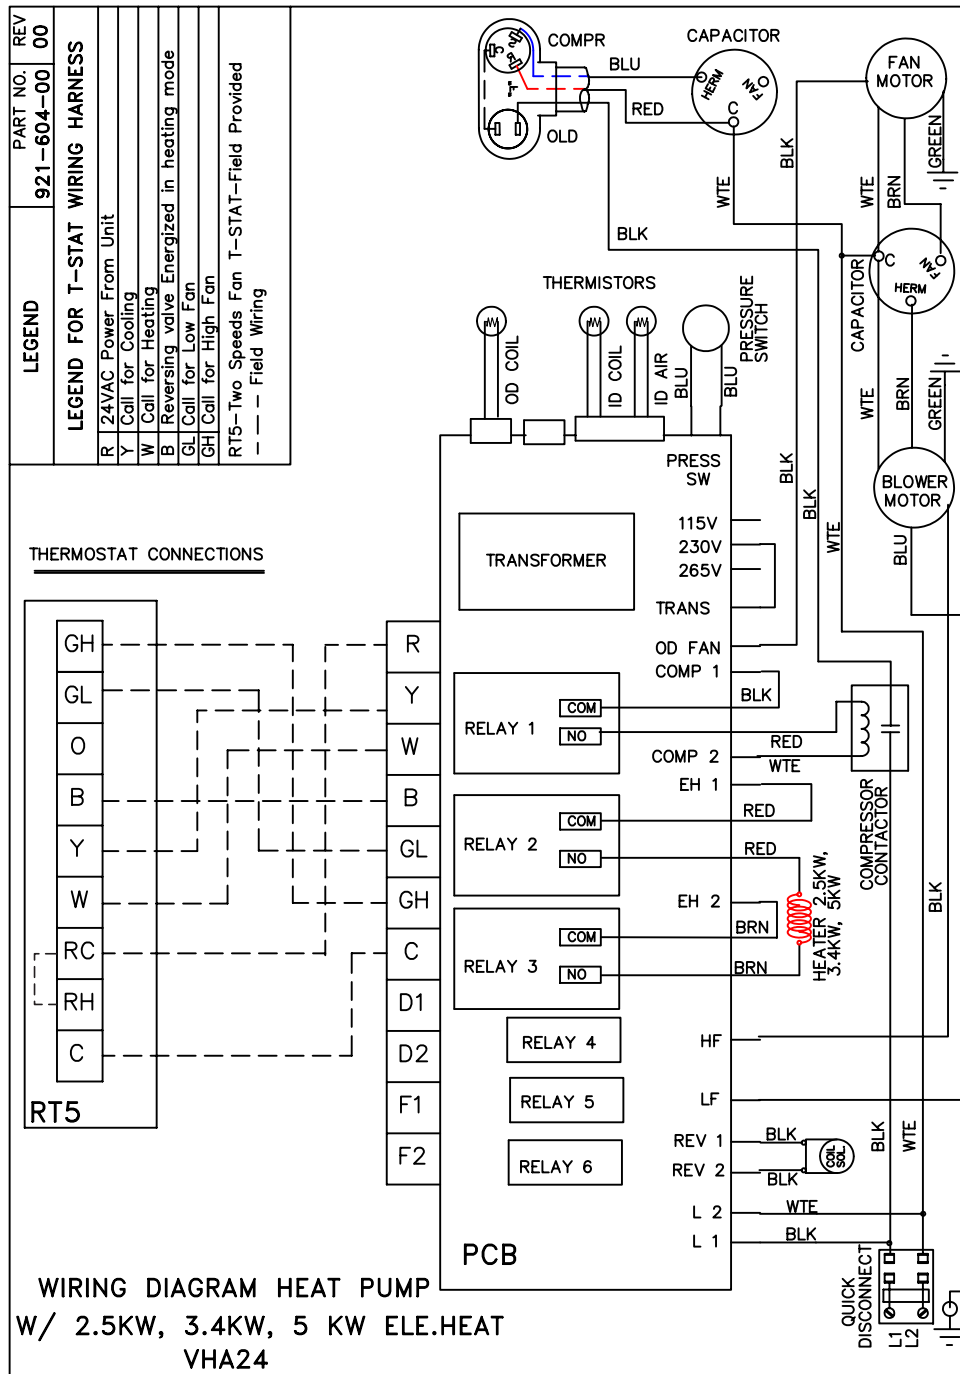 PART NO.
REV
921-604-00
00
LEGEND
LEGEND FOR T-STAT WIRING HARNESS
R 24VAC Power From Unit
Y Call for Cooling
W Call for Heating
B Reversing valve Energized in heating mode
GL Call for Low Fan
GH Call for High Fan
RT5-Two Speeds Fan T-STAT-Field Provided
--- Field Wiring
COMPR
OLD
C
S
R
BLU
RED
CAPACITOR
HERM
FAN
C
FAN
MOTOR
BLK
WTE
WTE
BRN
GREEN
BLK
CAPACITOR
C
FAN
HERM
THERMISTORS
OD COIL
ID COIL
ID AIR
BLU
BLU
PRESSURE
SWITCH
WTE
BRN
GREEN
BLOWER
MOTOR
BLK
BLK
WTE
BLU
PRESS
SW
115V
230V
265V
TRANS
TRANSFORMER
OD FAN
COMP 1
BLK
THERMOSTAT CONNECTIONS
GH
GL
O
B
Y
W
RC
RH
C
RT5
R
Y
W
B
GL
GH
C
D1
D2
F1
F2
RELAY 1
COM
NO
RED
COMP 2
WTE
EH 1
RELAY 2
COM
NO
RED
RED
COMPRESSOR
CONTACTOR
EH 2
BRN
RELAY 3
COM
NO
BRN
HEATER 2.5KW,
3.4KW, 5KW
BLK
RELAY 4
HF
RELAY 5
LF
RELAY 6
REV 1
BLK
REV 2
BLK
COIL
SOL
BLK
WTE
L 2
WTE
L 1
BLK
PCB
QUICK
DISCONNECT
L1
L2
WIRING DIAGRAM HEAT PUMP
W/ 2.5KW, 3.4KW, 5 KW ELE.HEAT
VHA24